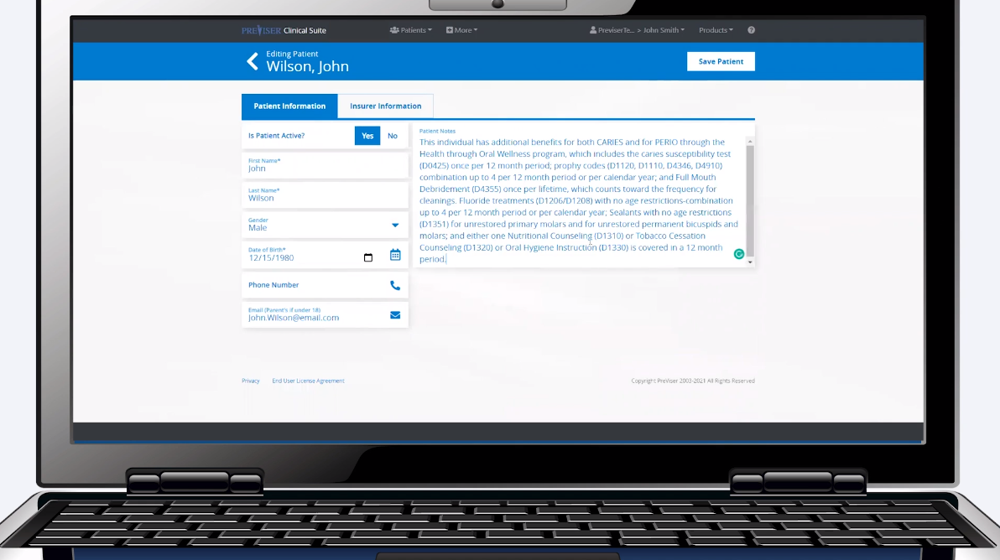 PREVISER Clinical Suite
Patients
More
PreviserTe... > John Smith
Products
Editing Patient
Wilson, John
Save Patient
Patient Information
Insurer Information
Is Patient Active?
Yes
No
First Name*
John
Last Name*
Wilson
Gender
Male
Date of Birth*
12/15/1980
Phone Number
Email (Parent's if under 18)
John.Wilson@email.com
Patient Notes
This individual has additional benefits for both CARIES and for PERIO through the
Health through Oral Wellness program, which includes the caries susceptibility test
(D0425) once per 12 month period; prophy codes (D1120, D1110, D4346, D4910)
combination up to 4 per 12 month period or per calendar year; and Full Mouth
Debridement (D4355) once per lifetime, which counts toward the frequency for
cleanings. Fluoride treatments (D1206/D1208) with no age restrictions-combination
up to 4 per 12 month period or per calendar year; Sealants with no age restrictions
(D1351) for unrestored primary molars and for unrestored permanent bicuspids and
molars; and either one Nutritional Counseling (D1310) or Tobacco Cessation
Counseling (D1320) or Oral Hygiene Instruction (D1330) is covered in a 12 month
period.
Privacy
End User License Agreement
Copyright PreViser 2003-2021 All Rights Reserved